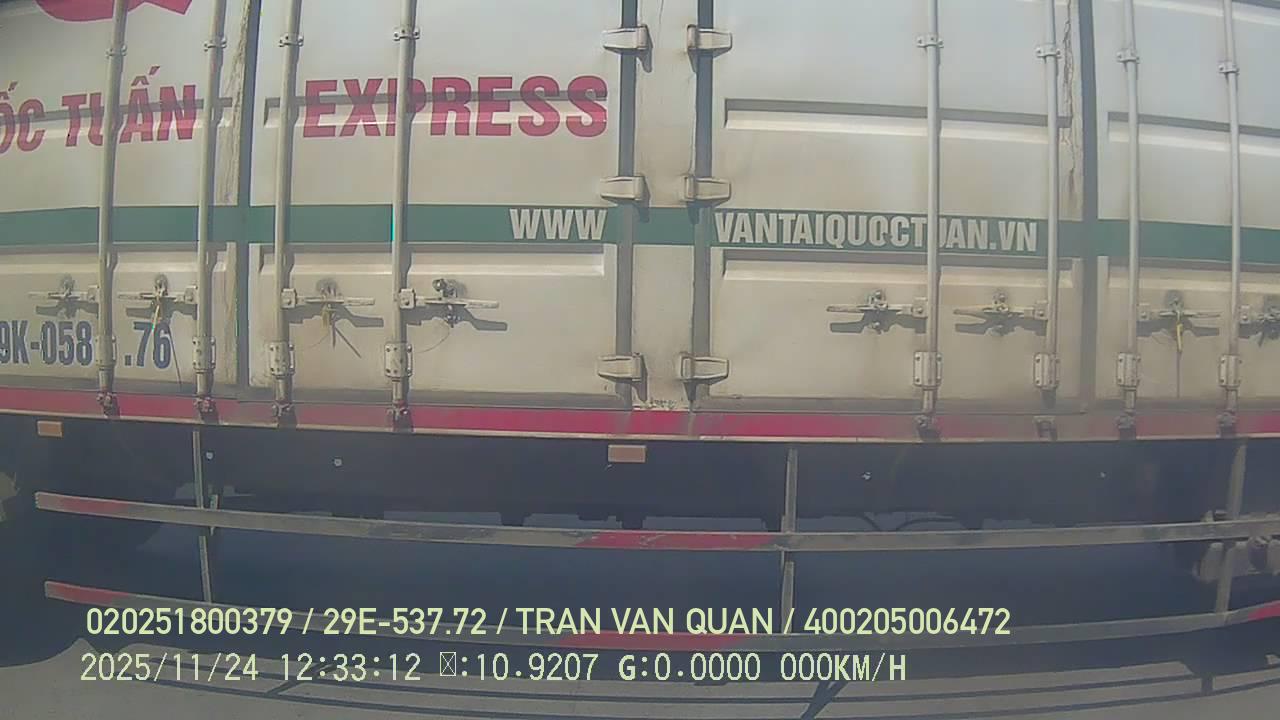 ỐC TUẤN EXPRESS
WWW VANTAIQUOCTUAN.VN
9K-058 .76
020251800379 / 29E-537.72 / TRAN VAN QUAN / 400205006472
2025/11/24 12:33:12 :10.9207 G:0.0000 000KM/H